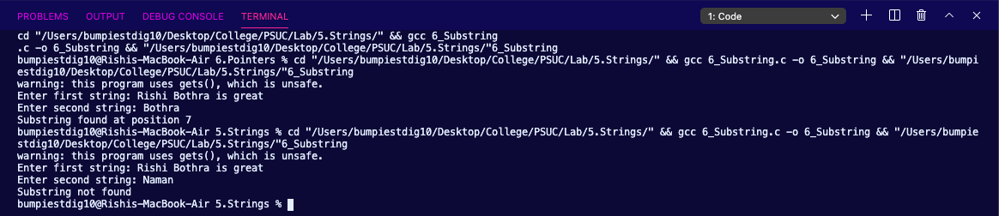 PROBLEMS OUTPUT DEBUG CONSOLE TERMINAL 1: Code
cd "/Users/bumpiestdig10/Desktop/College/PSUC/Lab/5.Strings/" && gcc 6_Substring
.c -o 6_Substring && "/Users/bumpiestdig10/Desktop/College/PSUC/Lab/5.Strings/"6_Substring
bumpiestdig10@Rishis-MacBook-Air 6.Pointers % cd "/Users/bumpiestdig10/Desktop/College/PSUC/Lab/5.Strings/" && gcc 6_Substring.c -o 6_Substring && "/Users/bumpi
estdig10/Desktop/College/PSUC/Lab/5.Strings/"6_Substring
warning: this program uses gets(), which is unsafe.
Enter first string: Rishi Bothra is great
Enter second string: Bothra
Substring found at position 7
bumpiestdig10@Rishis-MacBook-Air 5.Strings % cd "/Users/bumpiestdig10/Desktop/College/PSUC/Lab/5.Strings/" && gcc 6_Substring.c -o 6_Substring && "/Users/bumpie
stdig10/Desktop/College/PSUC/Lab/5.Strings/"6_Substring
warning: this program uses gets(), which is unsafe.
Enter first string: Rishi Bothra is great
Enter second string: Naman
Substring not found
bumpiestdig10@Rishis-MacBook-Air 5.Strings %